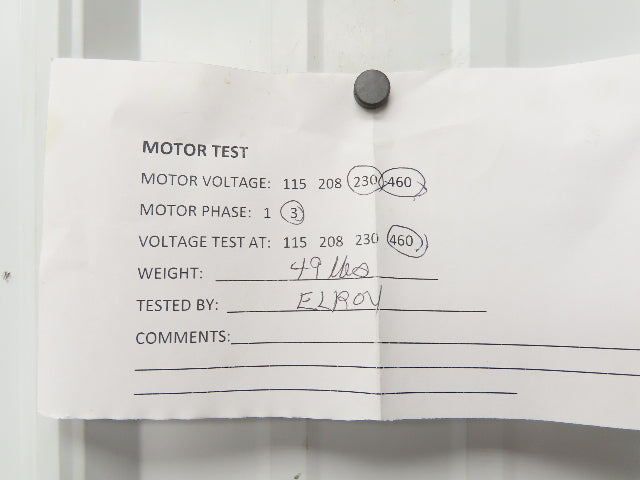 MOTOR TEST
MOTOR VOLTAGE: 115 208 230 460
MOTOR PHASE: 1 3
VOLTAGE TEST AT: 115 208 230 460
WEIGHT: 49 lbs
TESTED BY: ELROY
COMMENTS: